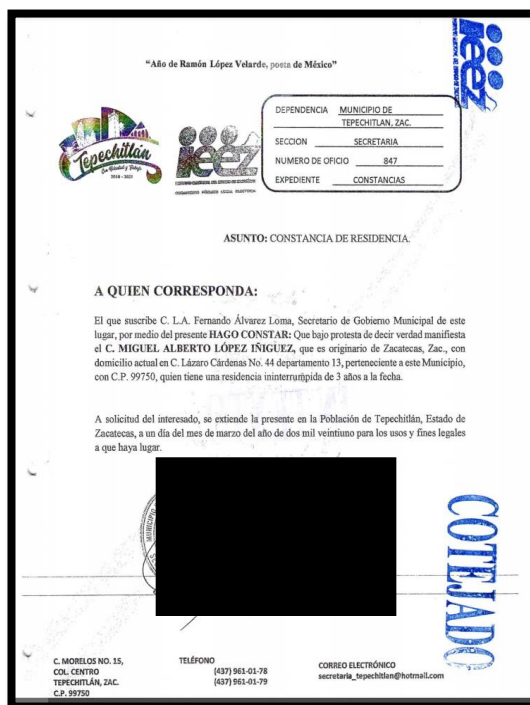 "Año de Ramón López Velarde, poeta de México"
ieez
DEPENDENCIA MUNICIPIO DE
TEPECHITLAN, ZAC.
SECCION SECRETARIA
NUMERO DE OFICIO 847
EXPEDIENTE CONSTANCIAS
Tepechitlán
2018 - 2021
ieez
ASUNTO: CONSTANCIA DE RESIDENCIA.
A QUIEN CORRESPONDA:
El que suscribe C. L.A. Fernando Álvarez Loma, Secretario de Gobierno Municipal de este
lugar, por medio del presente HAGO CONSTAR: Que bajo protesta de decir verdad manifiesta
el C. MIGUEL ALBERTO LÓPEZ IÑIGUEZ, que es originario de Zacatecas, Zac., con
domicilio actual en C. Lázaro Cárdenas No. 44 departamento 13, perteneciente a este Municipio,
con C.P. 99750, quien tiene una residencia ininterrumpida de 3 años a la fecha.
A solicitud del interesado, se extiende la presente en la Población de Tepechitlán, Estado de
Zacatecas, a un día del mes de marzo del año de dos mil veintiuno para los usos y fines legales
a que haya lugar.
MUNICIPIO
COTEJADO
C. MORELOS NO. 15,
COL. CENTRO
TEPECHITLÁN, ZAC.
C.P. 99750
TELÉFONO
(437) 961-01-78
(437) 961-01-79
CORREO ELECTRÓNICO
secretaria_tepechitlan@hotmail.com